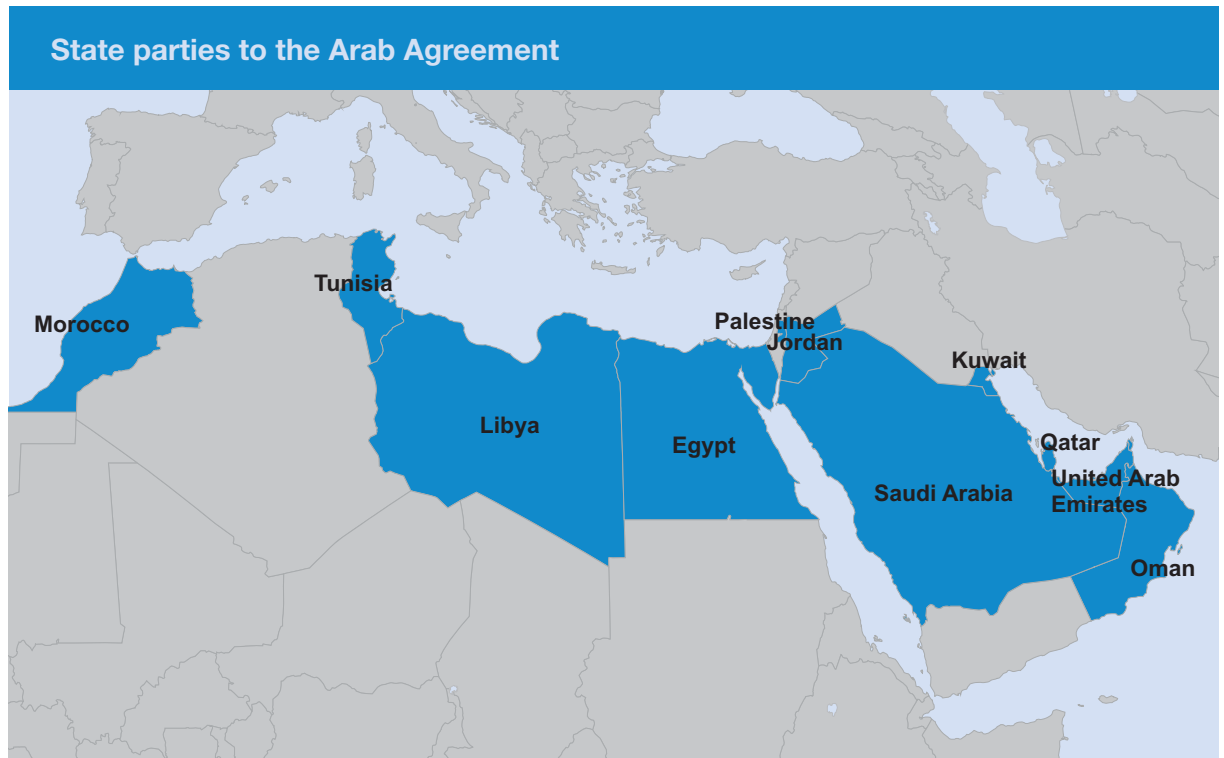 State parties to the Arab Agreement
Tunisia
Morocco
Palestine
Jordan
Kuwait
Libya
Egypt
Qatar
Saudi Arabia
United Arab
Emirates
Oman